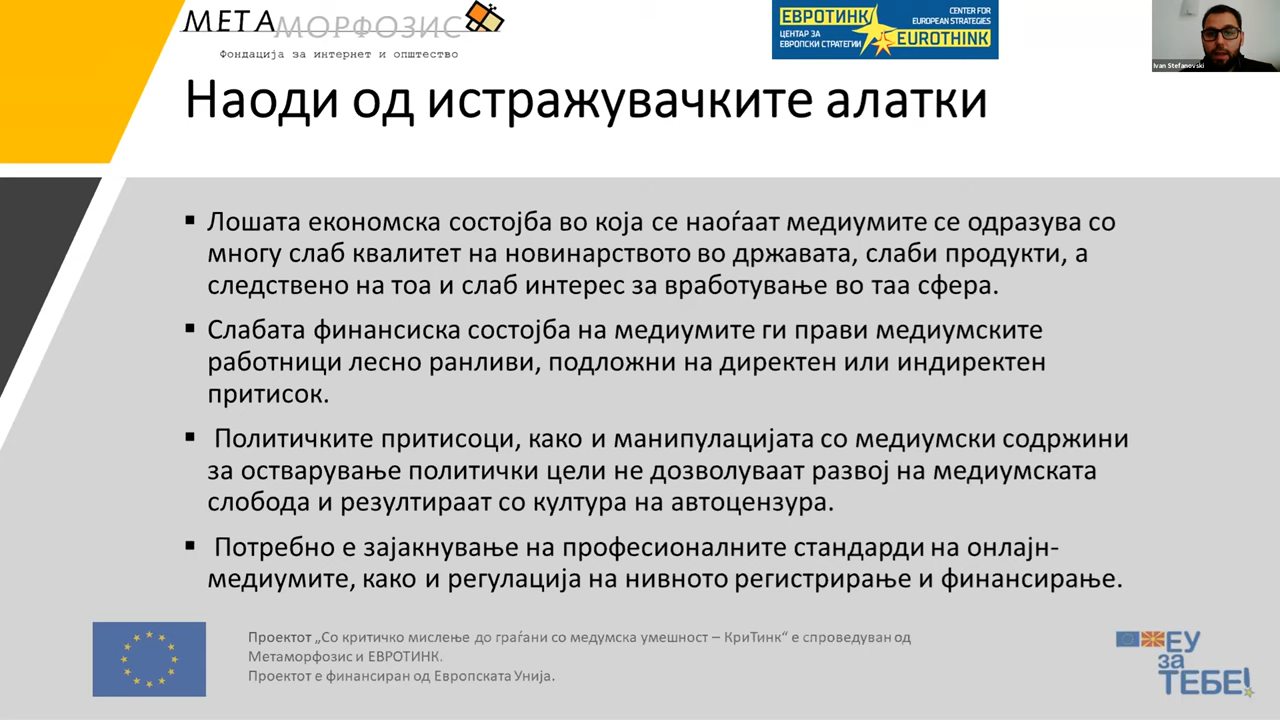 МЕТАМОРФОЗИС
Фондација за интернет и општество
ЕВРОТИНК
ЦЕНТАР ЗА
ЕВРОПСКИ СТРАТЕГИИ
CENTER FOR
EUROPEAN STRATEGIES
EUROTHINK
Ivan Stefanovski
Наоди од истражувачките алатки
▪ Лошата економска состојба во која се наоѓаат медиумите се одразува со
многу слаб квалитет на новинарството во државата, слаби продукти, а
следствено на тоа и слаб интерес за вработување во таа сфера.
▪ Слабата финансиска состојба на медиумите ги прави медиумските
работници лесно ранливи, подложни на директен или индиректен
притисок.
▪ Политичките притисоци, како и манипулацијата со медиумски содржини
за остварување политички цели не дозволуваат развој на медиумската
слобода и резултираат со култура на автоцензура.
▪ Потребно е зајакнување на професионалните стандарди на онлајн-
медиумите, како и регулација на нивното регистрирање и финансирање.
Проектот „Со критичко мислење до граѓани со медумска умешност – КриТинк“ е спроведуван од
Метаморфозис и ЕВРОТИНК.
Проектот е финансиран од Европската Унија.
ЕУ
за
ТЕБЕ!